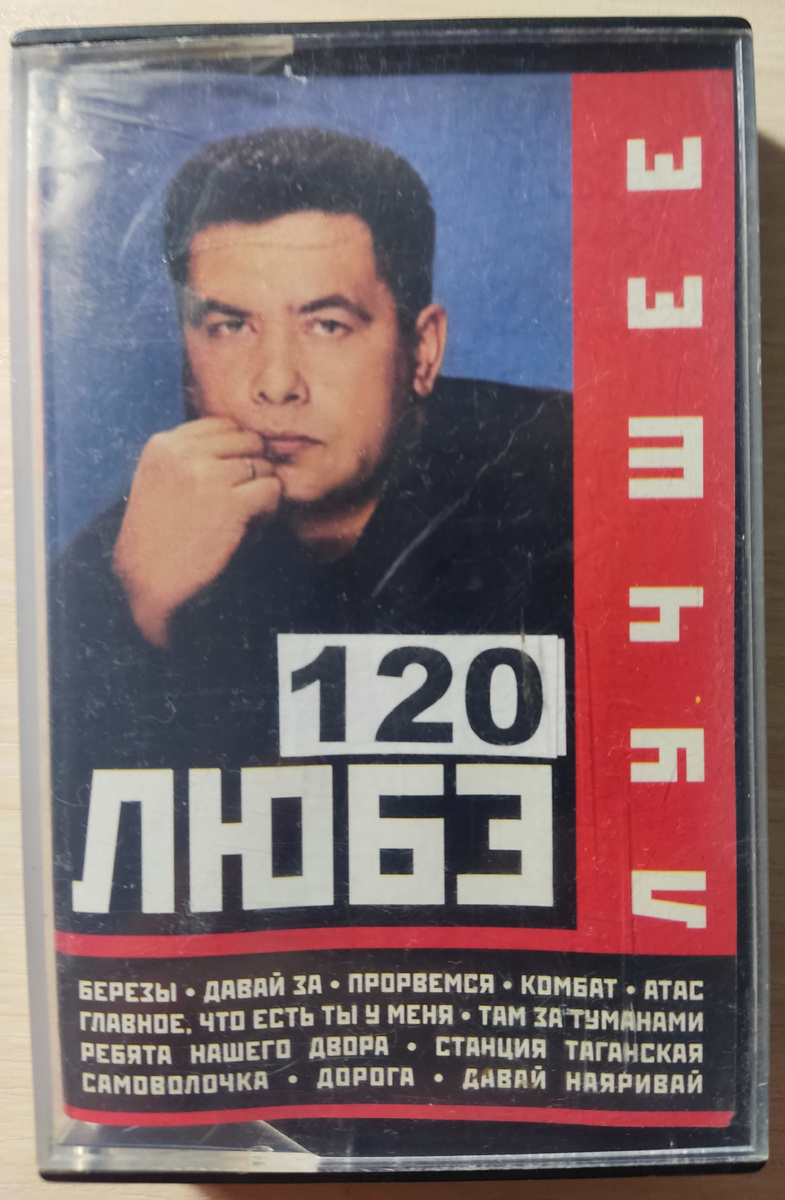 120
ЛЮБЭ
ЛУЧШЕЕ
БЕРЕЗЫ • ДАВАЙ ЗА • ПРОРВЕМСЯ • КОМБАТ • АТАС
ГЛАВНОЕ, ЧТО ЕСТЬ ТЫ У МЕНЯ • ТАМ ЗА ТУМАНАМИ
РЕБЯТА НАШЕГО ДВОРА • СТАНЦИЯ ТАГАНСКАЯ
САМОВОЛОЧКА • ДОРОГА • ДАВАЙ НАЯРИВАЙ